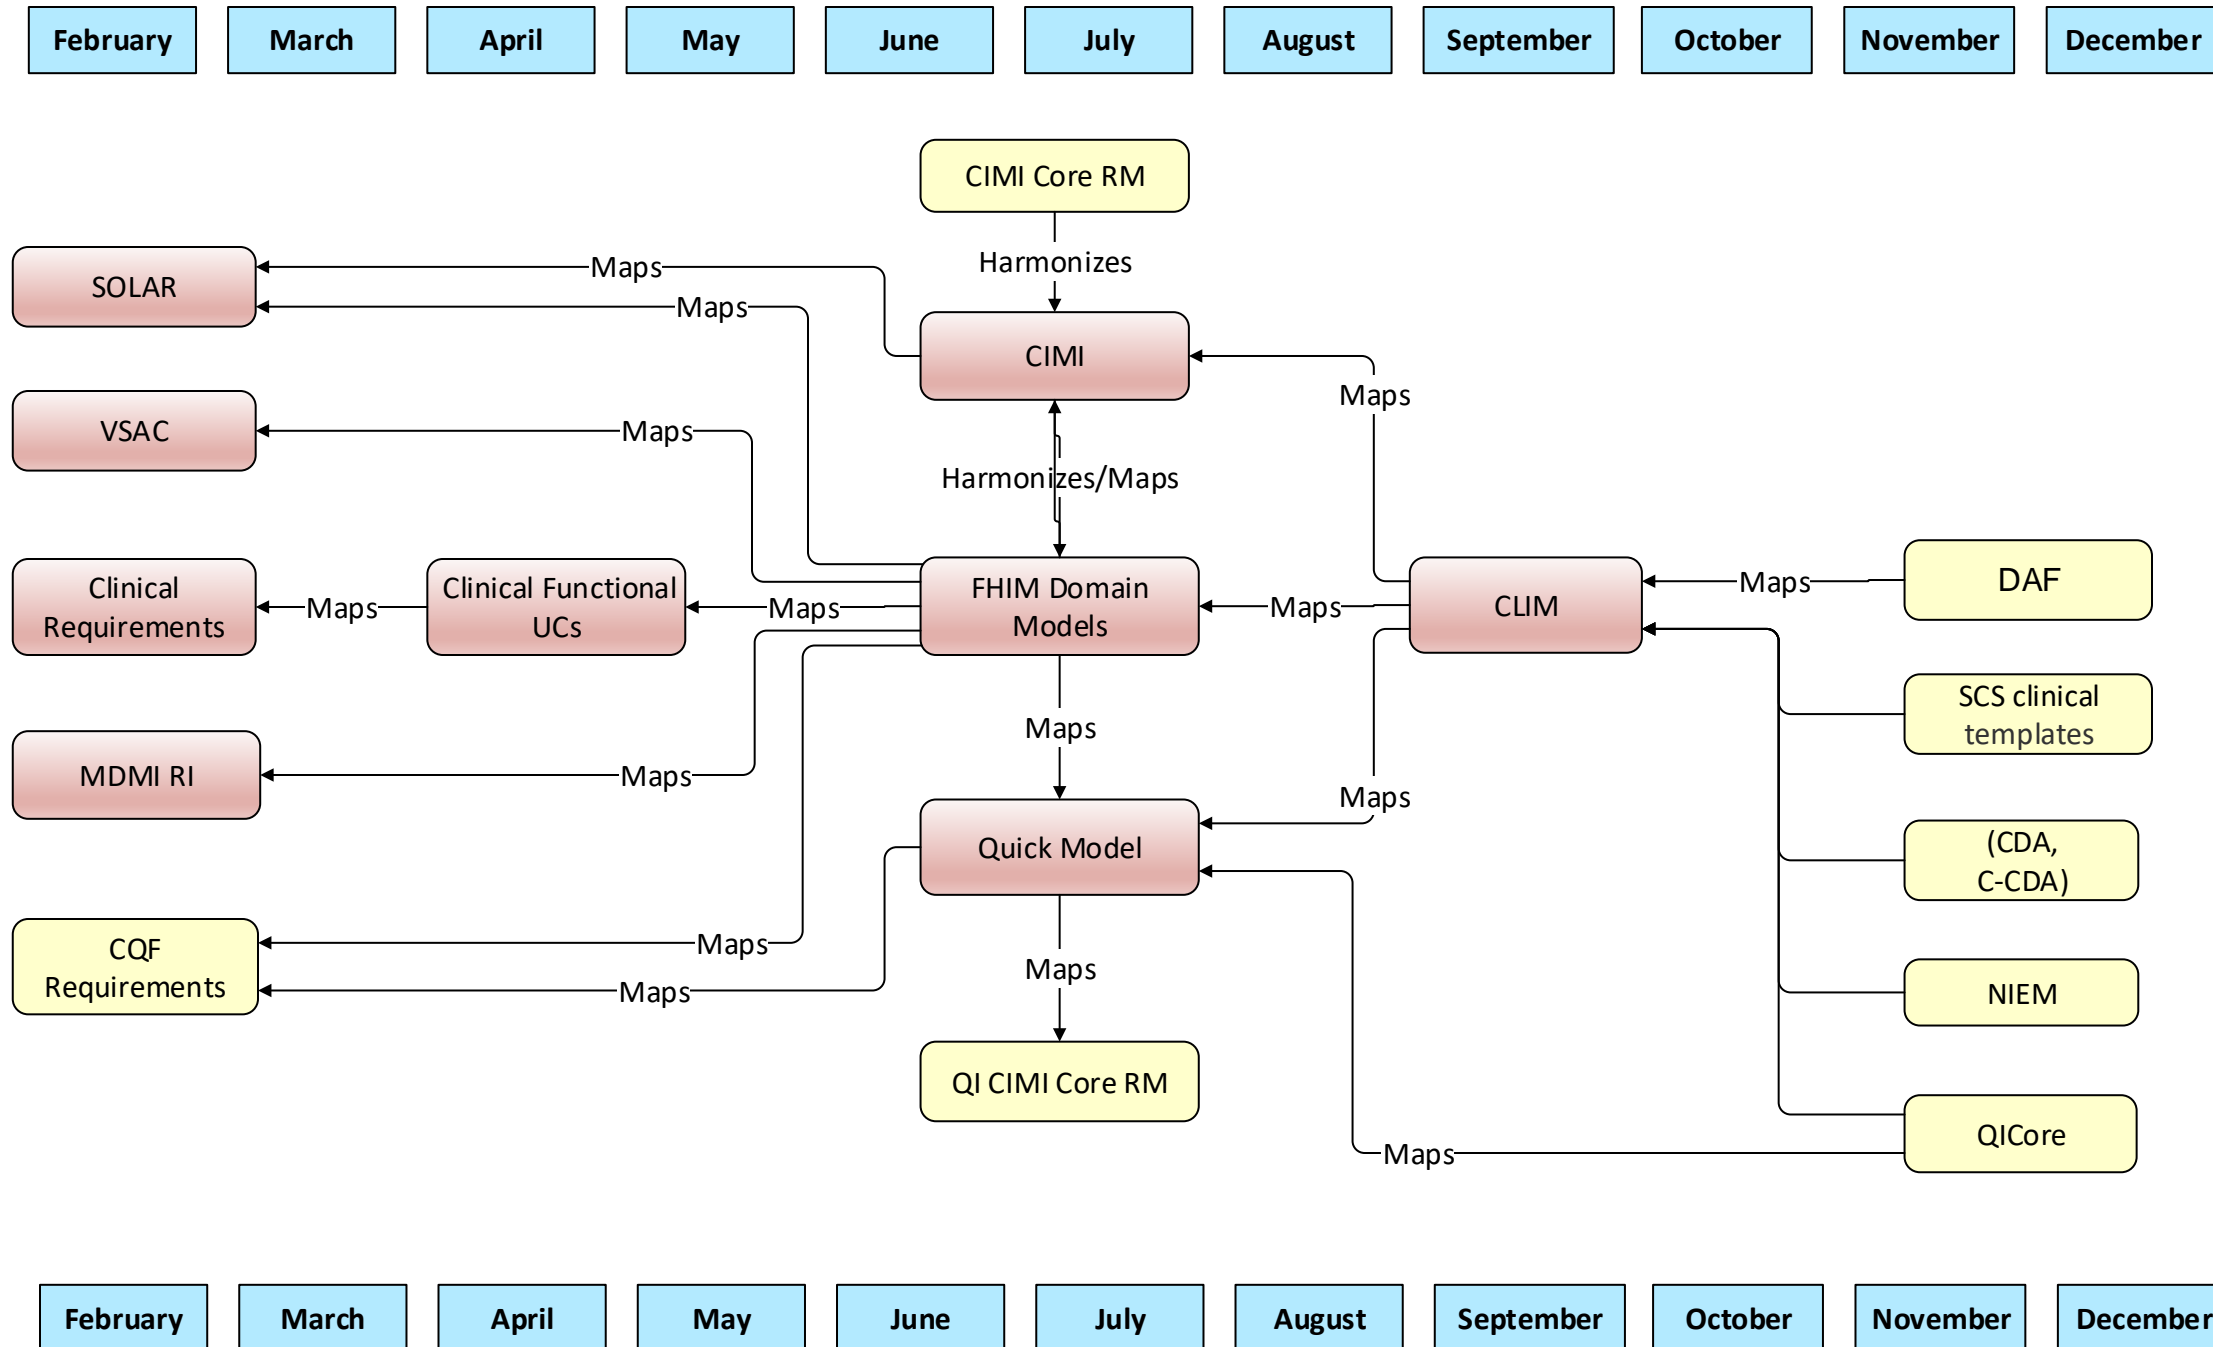 February
March
April
May
June
July
August
September
October
November
December
CIMI Core RM
Harmonizes
SOLAR
Maps
Maps
CIMI
Maps
VSAC
Maps
Harmonizes/Maps
Clinical
Requirements
Maps
Clinical Functional
UCs
Maps
FHIM Domain
Models
Maps
CLIM
Maps
DAF
SCS clinical
templates
Maps
MDMI RI
Maps
Maps
Quick Model
(CDA,
C-CDA)
CQF
Requirements
Maps
Maps
Maps
NIEM
QI CIMI Core RM
QICore
Maps
February
March
April
May
June
July
August
September
October
November
December